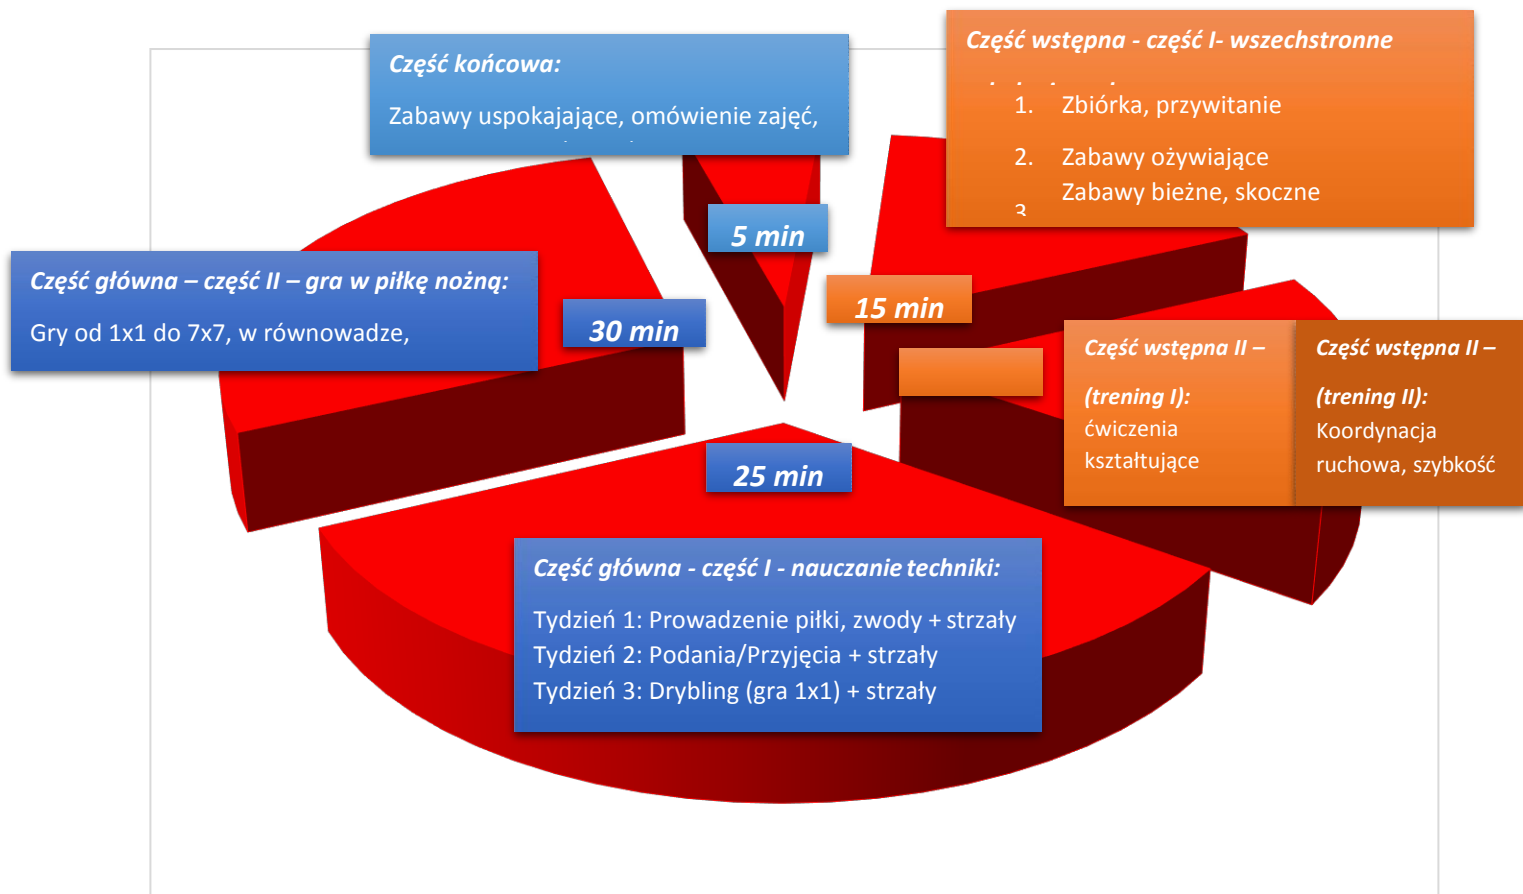 Część końcowa:
Zabawy uspokajające, omówienie zajęć,
Część wstępna - część I- wszechstronne
1. Zbiórka, przywitanie
2. Zabawy ożywiające
Zabawy bieżne, skoczne
3
5 min
Część główna – część II – gra w piłkę nożną:
Gry od 1x1 do 7x7, w równowadze,
30 min
15 min
Część wstępna II –
(trening I):
ćwiczenia
kształtujące
Część wstępna II –
(trening II):
Koordynacja
ruchowa, szybkość
25 min
Część główna - część I - nauczanie techniki:
Tydzień 1: Prowadzenie piłki, zwody + strzały
Tydzień 2: Podania/Przyjęcia + strzały
Tydzień 3: Drybling (gra 1x1) + strzały